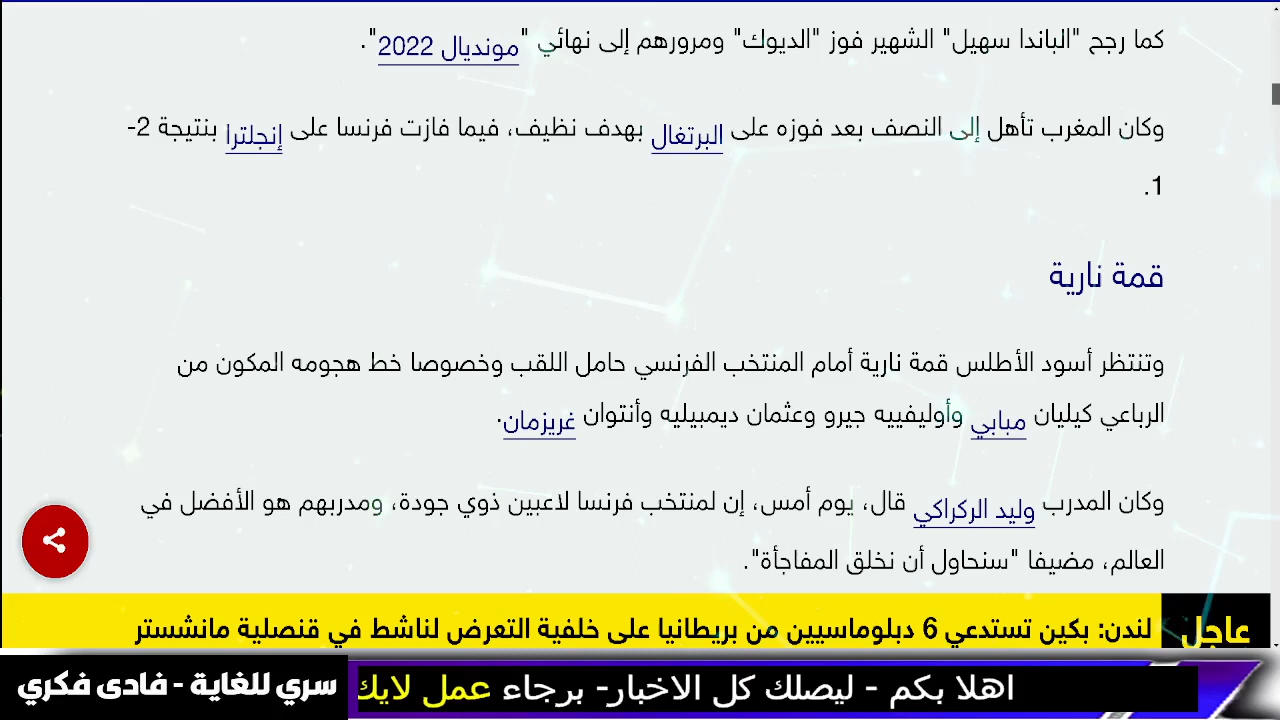 كما رجح "الباندا سهيل" الشهير فوز "الديوك" ومرورهم إلى نهائي "مونديال 2022".
وكان المغرب تأهل إلى النصف بعد فوزه على البرتغال بهدف نظيف، فيما فازت فرنسا على إنجلترا بنتيجة 2-
1.
قمة نارية
وتنتظر أسود الأطلس قمة نارية أمام المنتخب الفرنسي حامل اللقب وخصوصا خط هجومه المكون من
الرباعي كيليان مبابي وأوليفييه جيرو وعثمان ديمبيليه وأنتوان غريزمان.
وكان المدرب وليد الركراكي قال، يوم أمس، إن لمنتخب فرنسا لاعبين ذوي جودة، ومدربهم هو الأفضل في
العالم، مضيفا "سنحاول أن نخلق المفاجأة".
عاجل لندن: بكين تستدعي 6 دبلوماسيين من بريطانيا على خلفية التعرض لناشط في قنصلية مانشستر
اهلا بكم - ليصلك كل الاخبار- برجاء عمل لايك
سري للغاية - فادى فكري